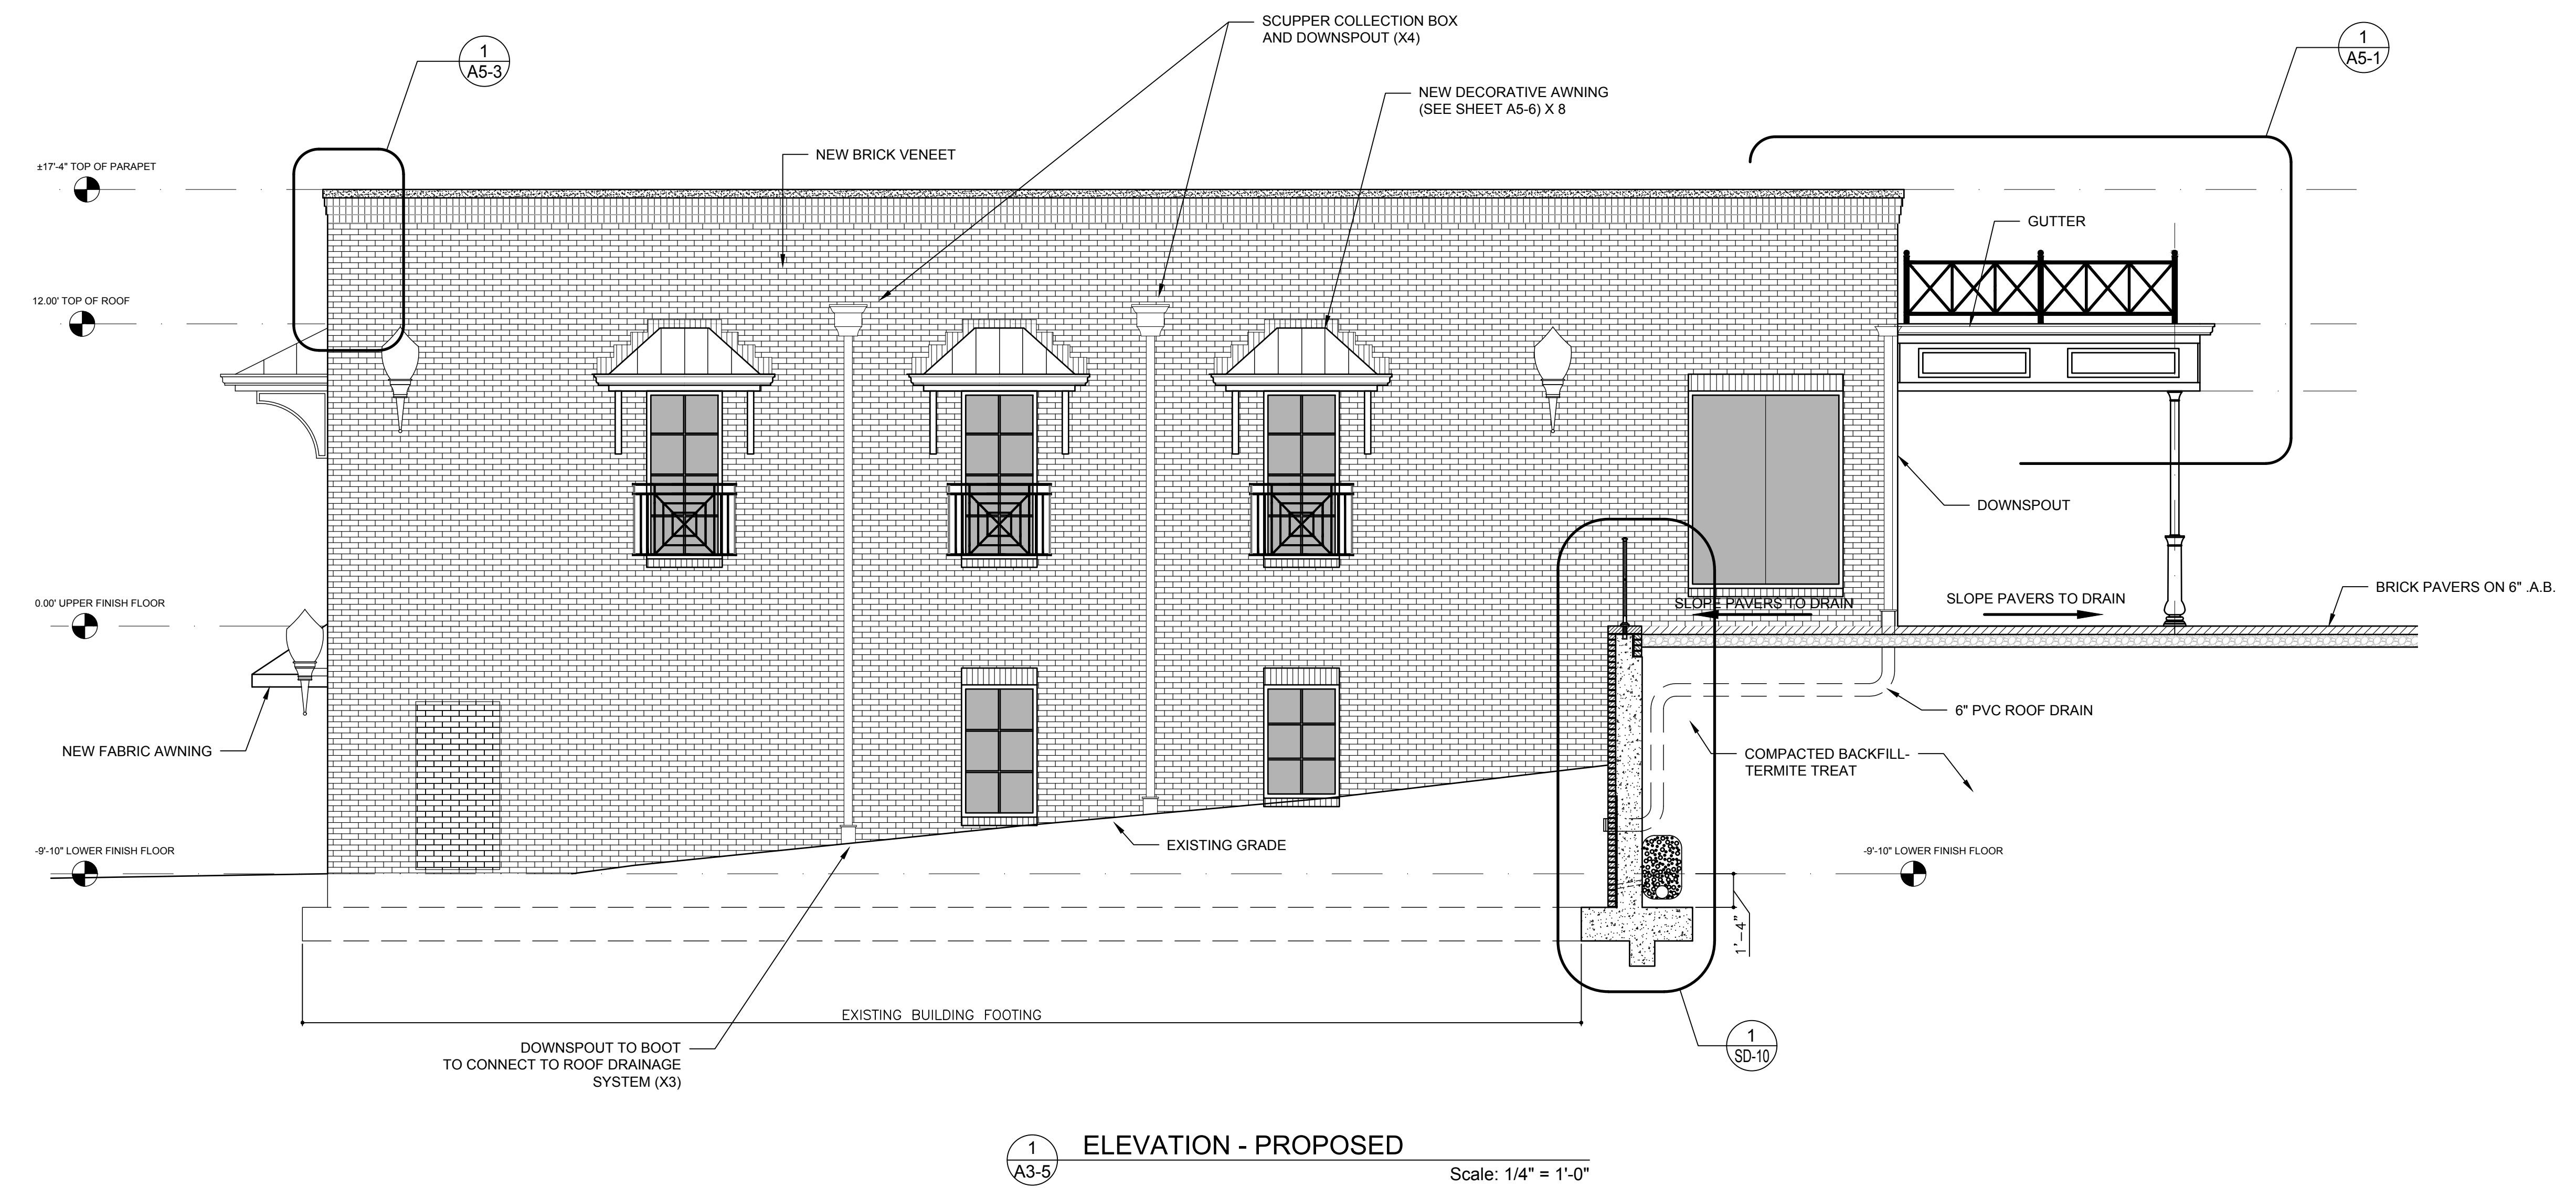 SCUPPER COLLECTION BOX
AND DOWNSPOUT (X4)
1
A5-3
1
A5-1
NEW DECORATIVE AWNING
(SEE SHEET A5-6) X 8
NEW BRICK VENEET
±17'-4" TOP OF PARAPET
GUTTER
12.00' TOP OF ROOF
DOWNSPOUT
BRICK PAVERS ON 6" .A.B.
0.00' UPPER FINISH FLOOR
SLOPE PAVERS TO DRAIN
SLOPE PAVERS TO DRAIN
6" PVC ROOF DRAIN
NEW FABRIC AWNING
COMPACTED BACKFILL-
TERMITE TREAT
EXISTING GRADE
-9'-10" LOWER FINISH FLOOR
-9'-10" LOWER FINISH FLOOR
1'-4"
EXISTING BUILDING FOOTING
DOWNSPOUT TO BOOT
TO CONNECT TO ROOF DRAINAGE
SYSTEM (X3)
1
SD-10
1
A3-5
ELEVATION - PROPOSED
Scale: 1/4" = 1'-0"